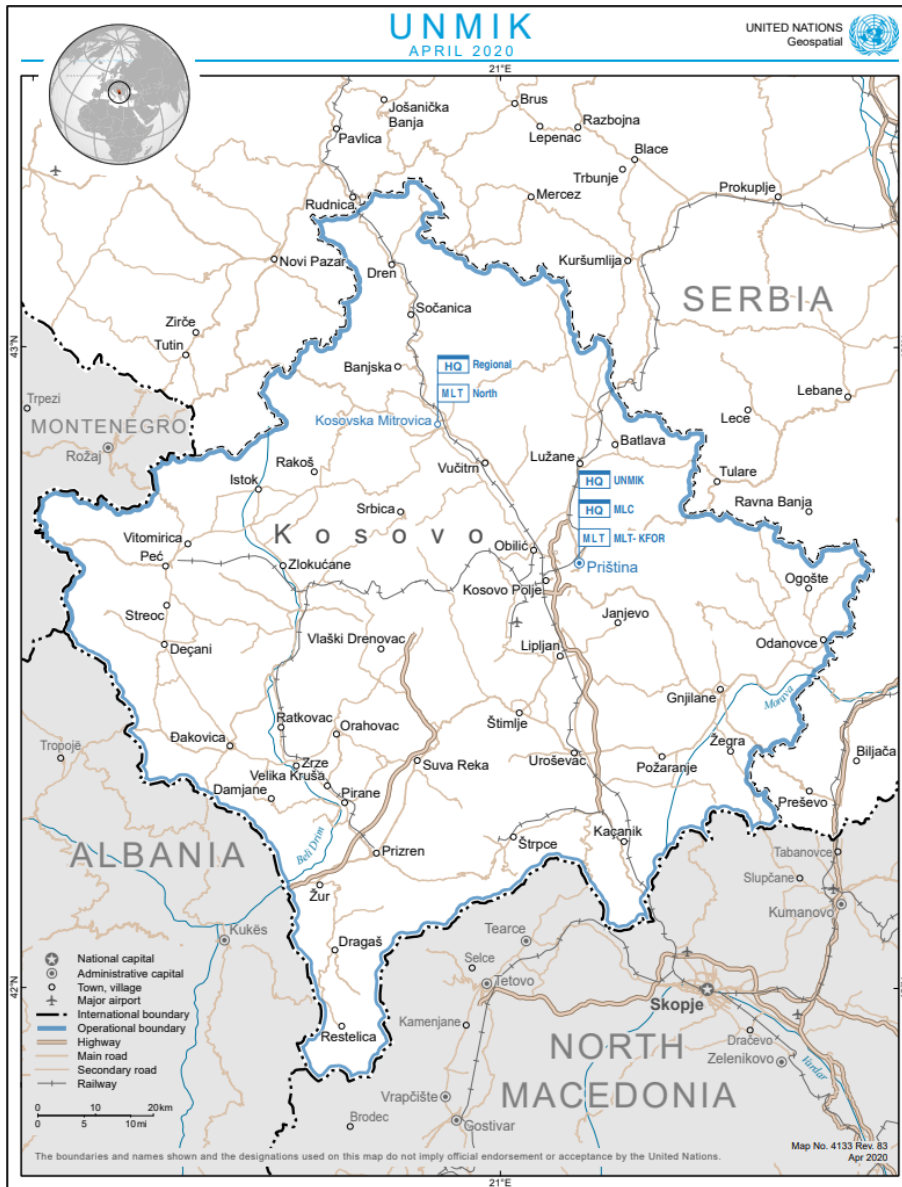 UNMIK
APRIL 2020
UNITED NATIONS
Geospatial
21°E
Jošanička
Banja
Brus
Pavlica
Lepenac
Razbojna
Blace
Trbunje
Rudnica
Mercez
Prokuplje
Novi Pazar
Dren
Kuršumlija
SERBIA
Sočanica
Zirče
Tutin
43°N
Banjska
HQ Regional
MLT North
Trpezi
Lebane
Lece
MONTENEGRO
Kosovska Mitrovica
Rožaj
Batlava
Rakoš
Vučitrn
Lužane
Istok
Tulare
HQ UNMIK
Srbica
HQ MLC
Ravna Banja
Kosovo
Vitomirica
Obilić
MLT MLT- KFOR
Peć
Zlokućane
Priština
Kosovo Polje
Ogošte
Streoc
Janjevo
Vlaški Drenovac
Deçani
Lipljan
Odanovce
Gnjilane
Morava
Ratkovac
Orahovac
Štimlje
Đakovica
Tropojë
Žegra
Zrze
Suva Reka
Uroševac
Požaranje
Biljača
Velika Kruša
Damjane
Pirane
Preševo
Beli Drim
Kaçanik
ALBANIA
Prizren
Štrpce
Tabanovce
Žur
Slupčane
Kumanovo
Kukës
Tearce
Dragaš
National capital
Selce
Administrative capital
Tetovo
Town, village
42°N
Skopje
Major airport
International boundary
Operational boundary
Kamenjane
Restelica
Dračevo
Highway
NORTH
MACEDONIA
Main road
Zelenikovo
Secondary road
Vardar
Railway
0 10 20 km
0 5 10 mi
Vrapčište
Brodec
Gostivar
Map No. 4133 Rev. 83
Apr 2020
The boundaries and names shown and the designations used on this map do not imply official endorsement or acceptance by the United Nations.
21°E